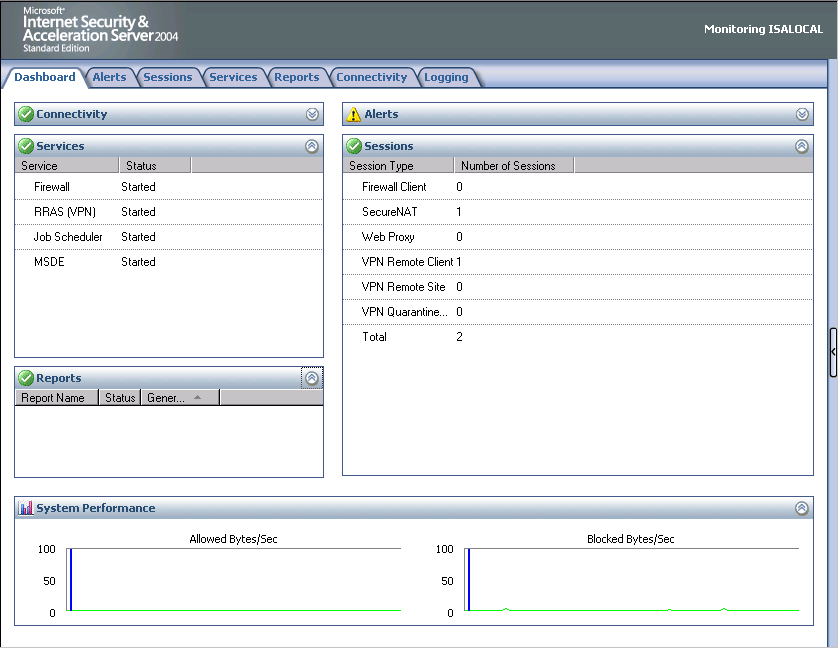 Microsoft®
Internet Security &
Acceleration Server 2004
Standard Edition
Monitoring ISALOCAL
Dashboard Alerts Sessions Services Reports Connectivity Logging
Connectivity
Services
Service Status
Firewall Started
RRAS (VPN) Started
Job Scheduler Started
MSDE Started
Reports
Report Name Status Gener...
Alerts
Sessions
Session Type Number of Sessions
Firewall Client 0
SecureNAT 1
Web Proxy 0
VPN Remote Client 1
VPN Remote Site 0
VPN Quarantine... 0
Total 2
System Performance
Allowed Bytes/Sec
100
50
0
Blocked Bytes/Sec
100
50
0